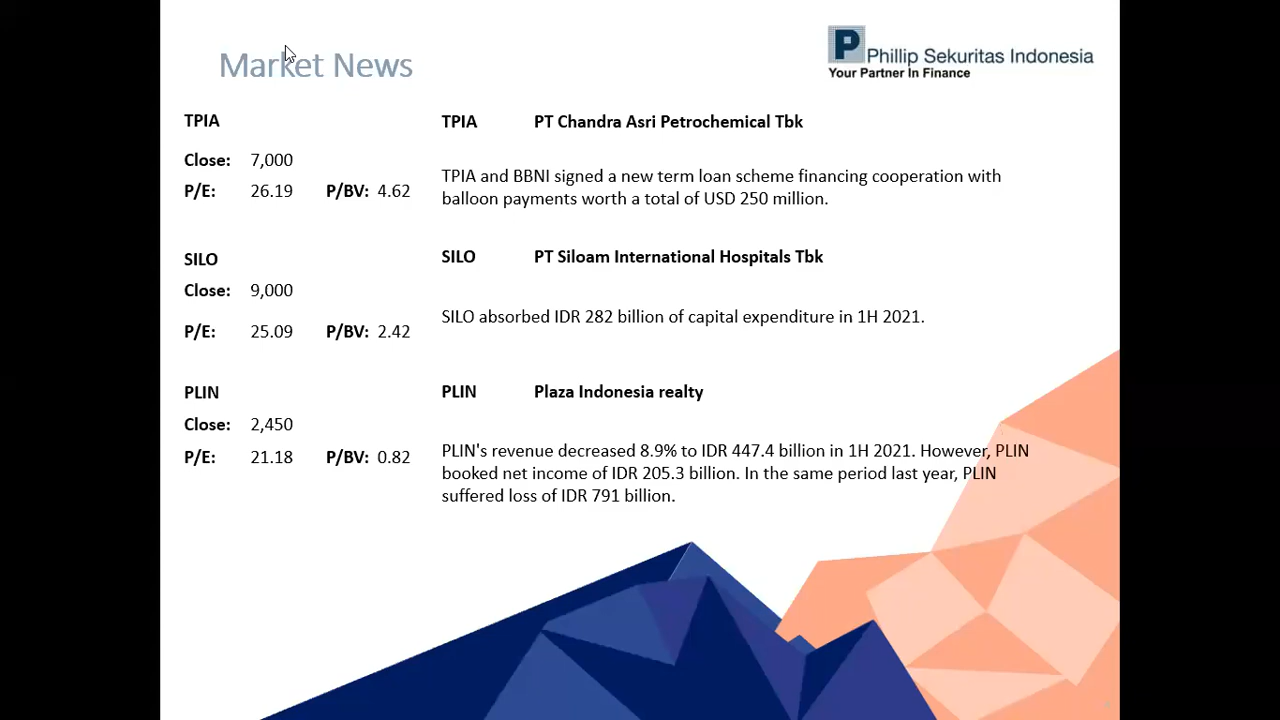 Market News
P Phillip Sekuritas Indonesia
Your Partner In Finance
TPIA
Close: 7,000
P/E: 26.19 P/BV: 4.62
TPIA PT Chandra Asri Petrochemical Tbk
TPIA and BBNI signed a new term loan scheme financing cooperation with
balloon payments worth a total of USD 250 million.
SILO
Close: 9,000
P/E: 25.09 P/BV: 2.42
SILO PT Siloam International Hospitals Tbk
SILO absorbed IDR 282 billion of capital expenditure in 1H 2021.
PLIN
Close: 2,450
P/E: 21.18 P/BV: 0.82
PLIN Plaza Indonesia realty
PLIN's revenue decreased 8.9% to IDR 447.4 billion in 1H 2021. However, PLIN
booked net income of IDR 205.3 billion. In the same period last year, PLIN
suffered loss of IDR 791 billion.